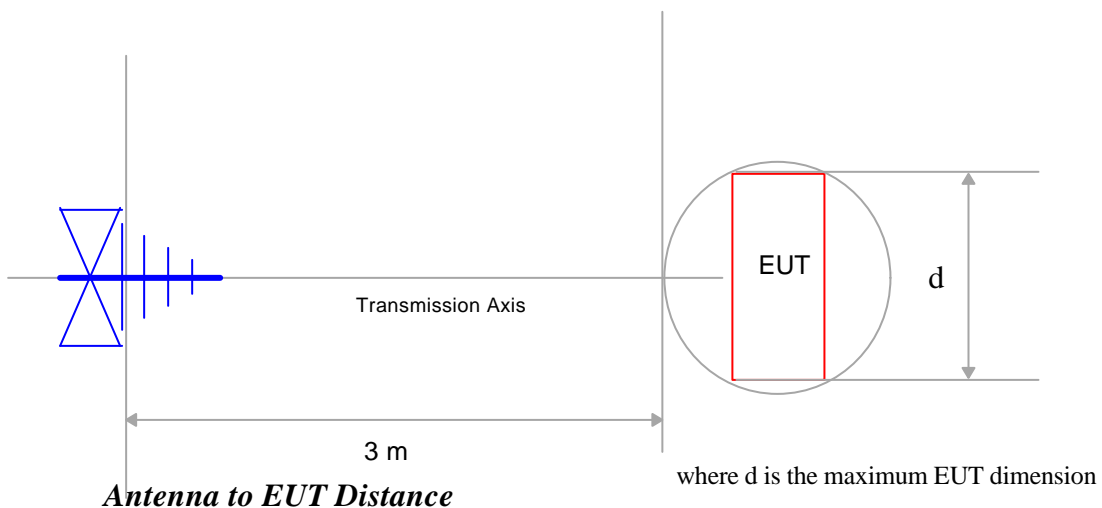 EUT
d
Transmission Axis
3 m
where d is the maximum EUT dimension
Antenna to EUT Distance